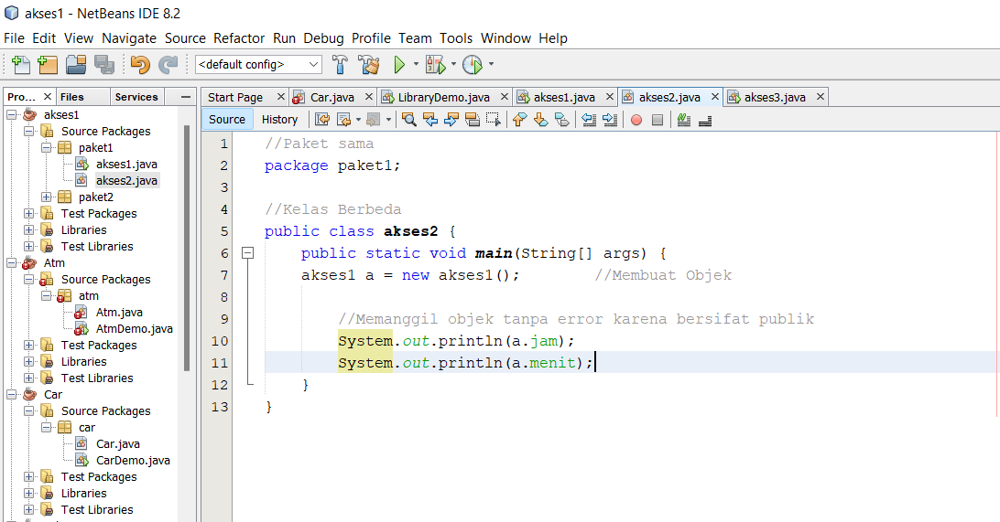 akses1 - NetBeans IDE 8.2
File Edit View Navigate Source Refactor Run Debug Profile Team Tools Window Help
<default config>
Pro... Files Services
akses1
Source Packages
paket1
akses1.java
akses2.java
paket2
Test Packages
Libraries
Test Libraries
Atm
Source Packages
atm
Atm.java
AtmDemo.java
Test Packages
Libraries
Test Libraries
Car
Source Packages
car
Car.java
CarDemo.java
Test Packages
Libraries
Test Libraries
Start Page Car.java LibraryDemo.java akses1.java akses2.java akses3.java
Source History
1 //Paket sama
2 package paket1;
3
4 //Kelas Berbeda
5 public class akses2 {
6 public static void main(String[] args) {
7 akses1 a = new akses1(); //Membuat Objek
8
9 //Memanggil objek tanpa error karena bersifat publik
10 System.out.println(a.jam);
11 System.out.println(a.menit);
12 }
13 }